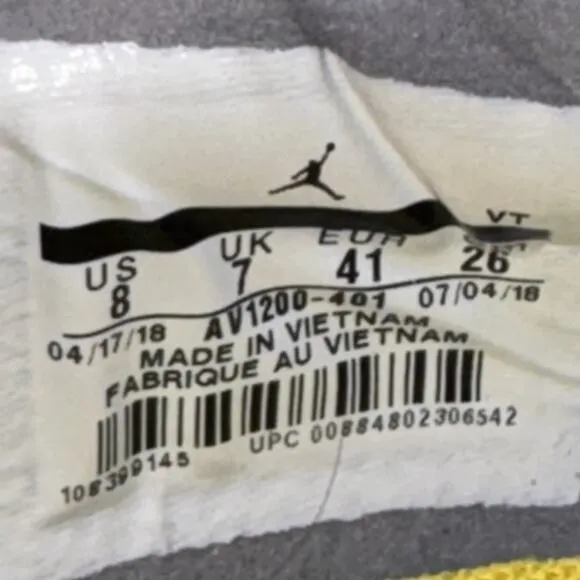 VT
US UK EUR CM
8 7 41 26
04/17/18 AV1200-401 07/04/18
MADE IN VIETNAM
FABRIQUE AU VIETNAM
UPC 00884802306542
108399145